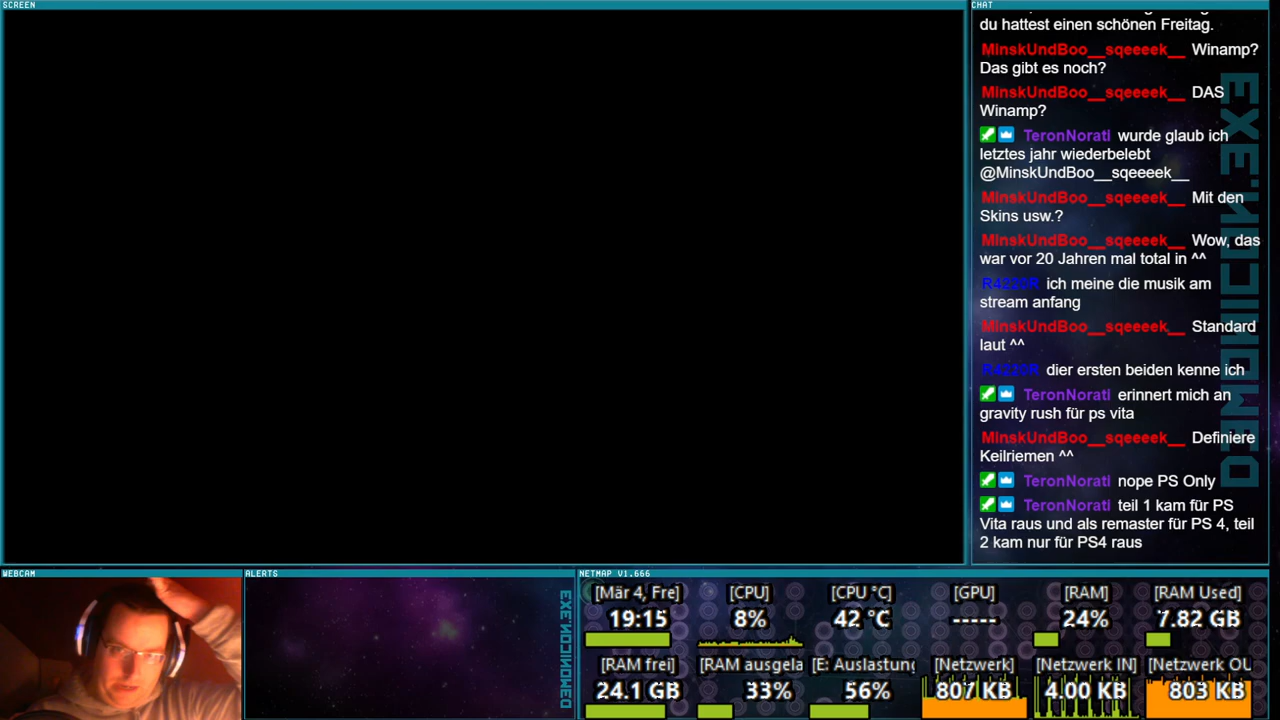 SCREEN
CHAT
du hattest einen schönen Freitag.
MinskUndBoo__sqeeeek__ Winamp?
Das gibt es noch?
MinskUndBoo__sqeeeek__ DAS
Winamp?
TeronNorati wurde glaub ich
letztes jahr wiederbelebt
@MinskUndBoo__sqeeeek__
MinskUndBoo__sqeeeek__ Mit den
Skins usw.?
MinskUndBoo__sqeeeek__ Wow, das
war vor 20 Jahren mal total in ^^
R4220R ich meine die musik am
stream anfang
MinskUndBoo__sqeeeek__ Standard
laut ^^
R4220R dier ersten beiden kenne ich
TeronNorati erinnert mich an
gravity rush für ps vita
MinskUndBoo__sqeeeek__ Definiere
Keilriemen ^^
TeronNorati nope PS Only
TeronNorati teil 1 kam für PS
Vita raus und als remaster für PS 4, teil
2 kam nur für PS4 raus
WEBCAM
ALERTS
NETMAP V1.666
[Mär 4, Fre] [CPU] [CPU °C] [GPU] [RAM] [RAM Used]
19:15 8% 42 °C ----- 24% 7.82 GB
[RAM frei] [RAM ausgela [E: Auslastung [Netzwerk] [Netzwerk IN] [Netzwerk OU
24.1 GB 33% 56% 807 KB 4.00 KB 803 KB